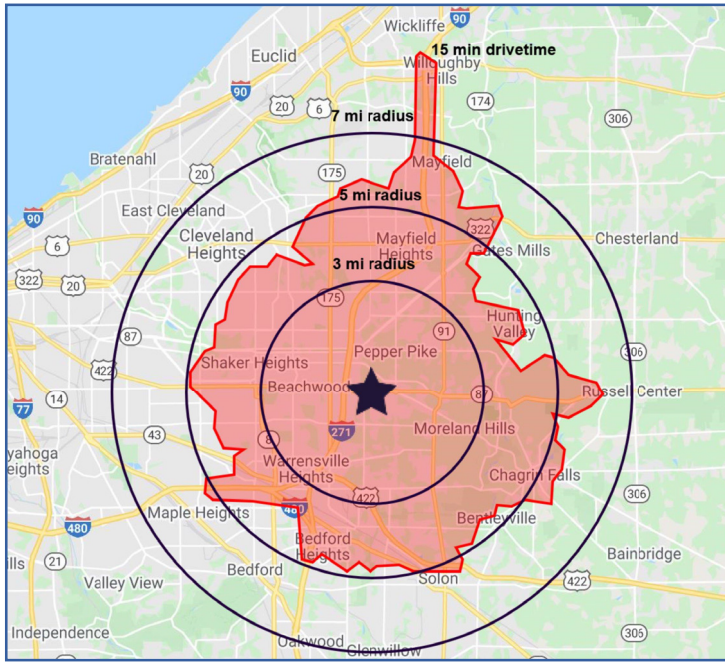 Wickliffe
90
15 min drivetime
Euclid
Willoughby
Hills
90
20
6
174
306
7 mi radius
Bratenahl
175
Mayfield
20
5 mi radius
East Cleveland
90
322
6
Cleveland
Heights
Mayfield
Heights
Gates Mills
Chesterland
3 mi radius
322
20
175
Hunting
Valley
87
91
306
422
Shaker Heights
Pepper Pike
Beachwood
87
Russell Center
14
77
271
Moreland Hills
43
8
yahoga
eights
Warrensville
Heights
Chagrin Falls
422
306
Maple Heights
480
Bentleyville
480
Bedford
Heights
Bainbridge
21
lls
Valley View
Bedford
Solon
422
Independence
306
Oakwood
Glenwillow